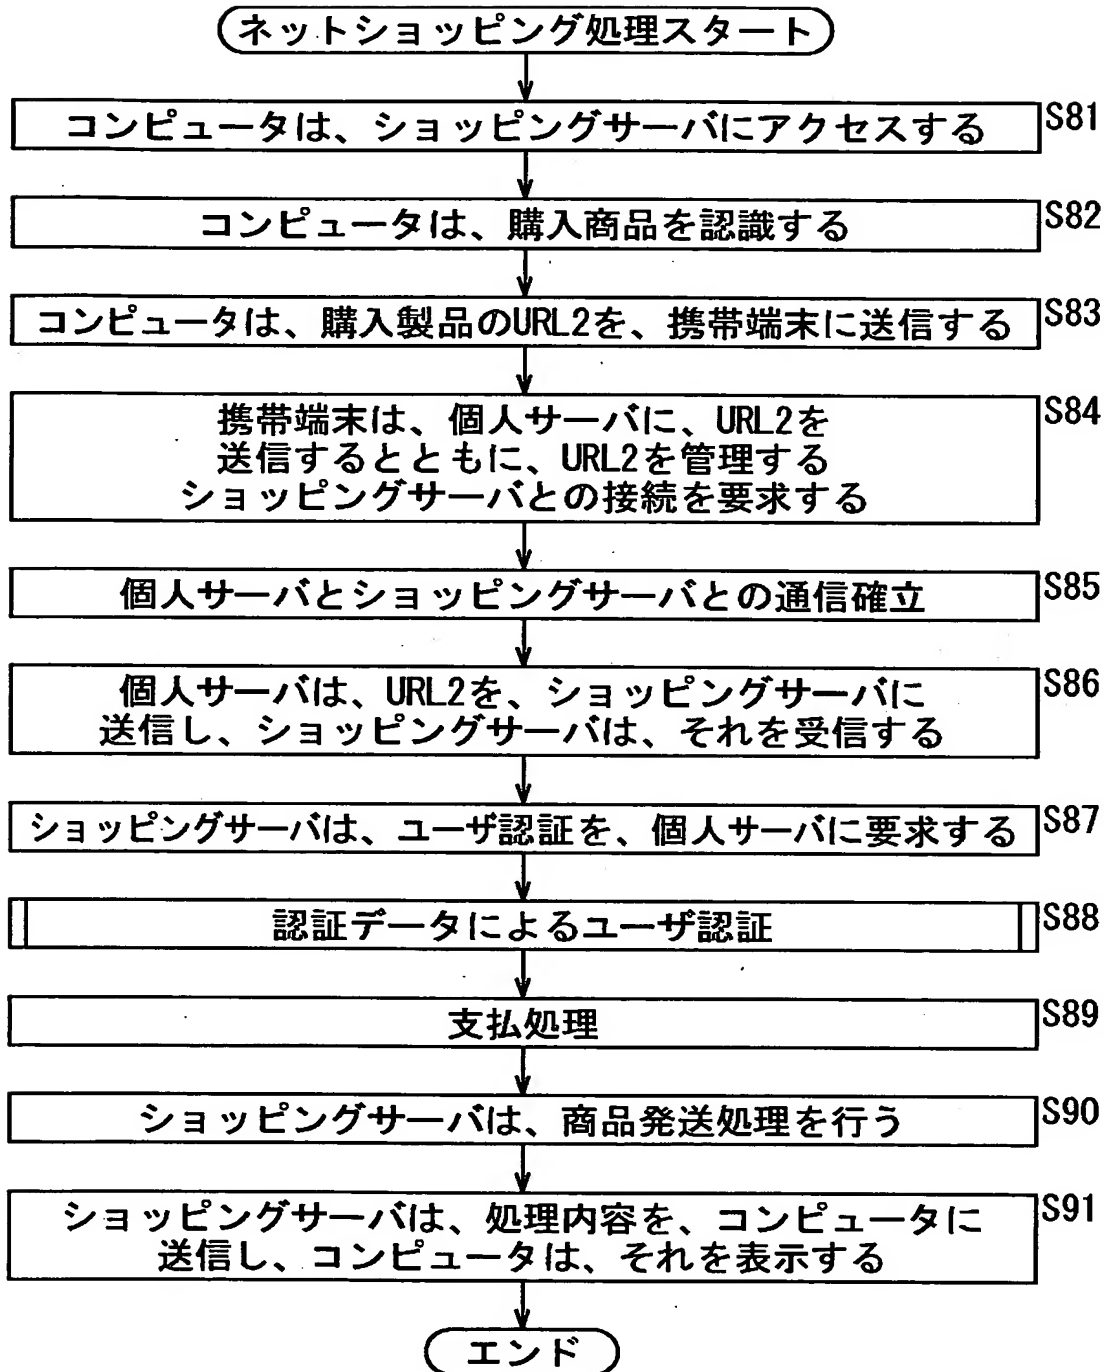 ネットショッピング処理スタート
コンピュータは、ショッピングサーバにアクセスする
S81
コンピュータは、購入商品を認識する
S82
コンピュータは、購入製品のURL2を、携帯端末に送信する
S83
携帯端末は、個人サーバに、URL2を
送信するとともに、URL2を管理する
ショッピングサーバとの接続を要求する
S84
個人サーバとショッピングサーバとの通信確立
S85
個人サーバは、URL2を、ショッピングサーバに
送信し、ショッピングサーバは、それを受信する
S86
ショッピングサーバは、ユーザ認証を、個人サーバに要求する
S87
認証データによるユーザ認証
S88
支払処理
S89
ショッピングサーバは、商品発送処理を行う
S90
ショッピングサーバは、処理内容を、コンピュータに
送信し、コンピュータは、それを表示する
S91
エンド